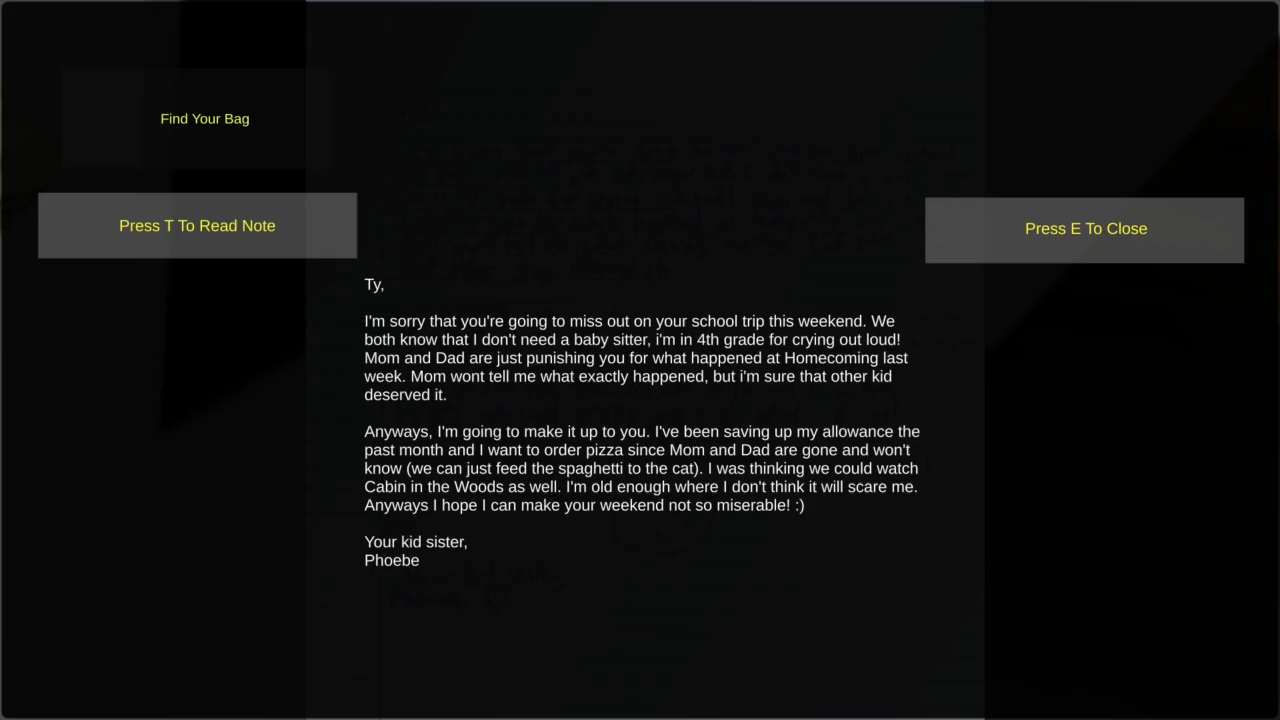 Find Your Bag
Press T To Read Note
Press E To Close
Ty,
I'm sorry that you're going to miss out on your school trip this weekend. We
both know that I don't need a baby sitter, i'm in 4th grade for crying out loud!
Mom and Dad are just punishing you for what happened at Homecoming last
week. Mom wont tell me what exactly happened, but i'm sure that other kid
deserved it.
Anyways, I'm going to make it up to you. I've been saving up my allowance the
past month and I want to order pizza since Mom and Dad are gone and won't
know (we can just feed the spaghetti to the cat). I was thinking we could watch
Cabin in the Woods as well. I'm old enough where I don't think it will scare me.
Anyways I hope I can make your weekend not so miserable! :)
Your kid sister,
Phoebe